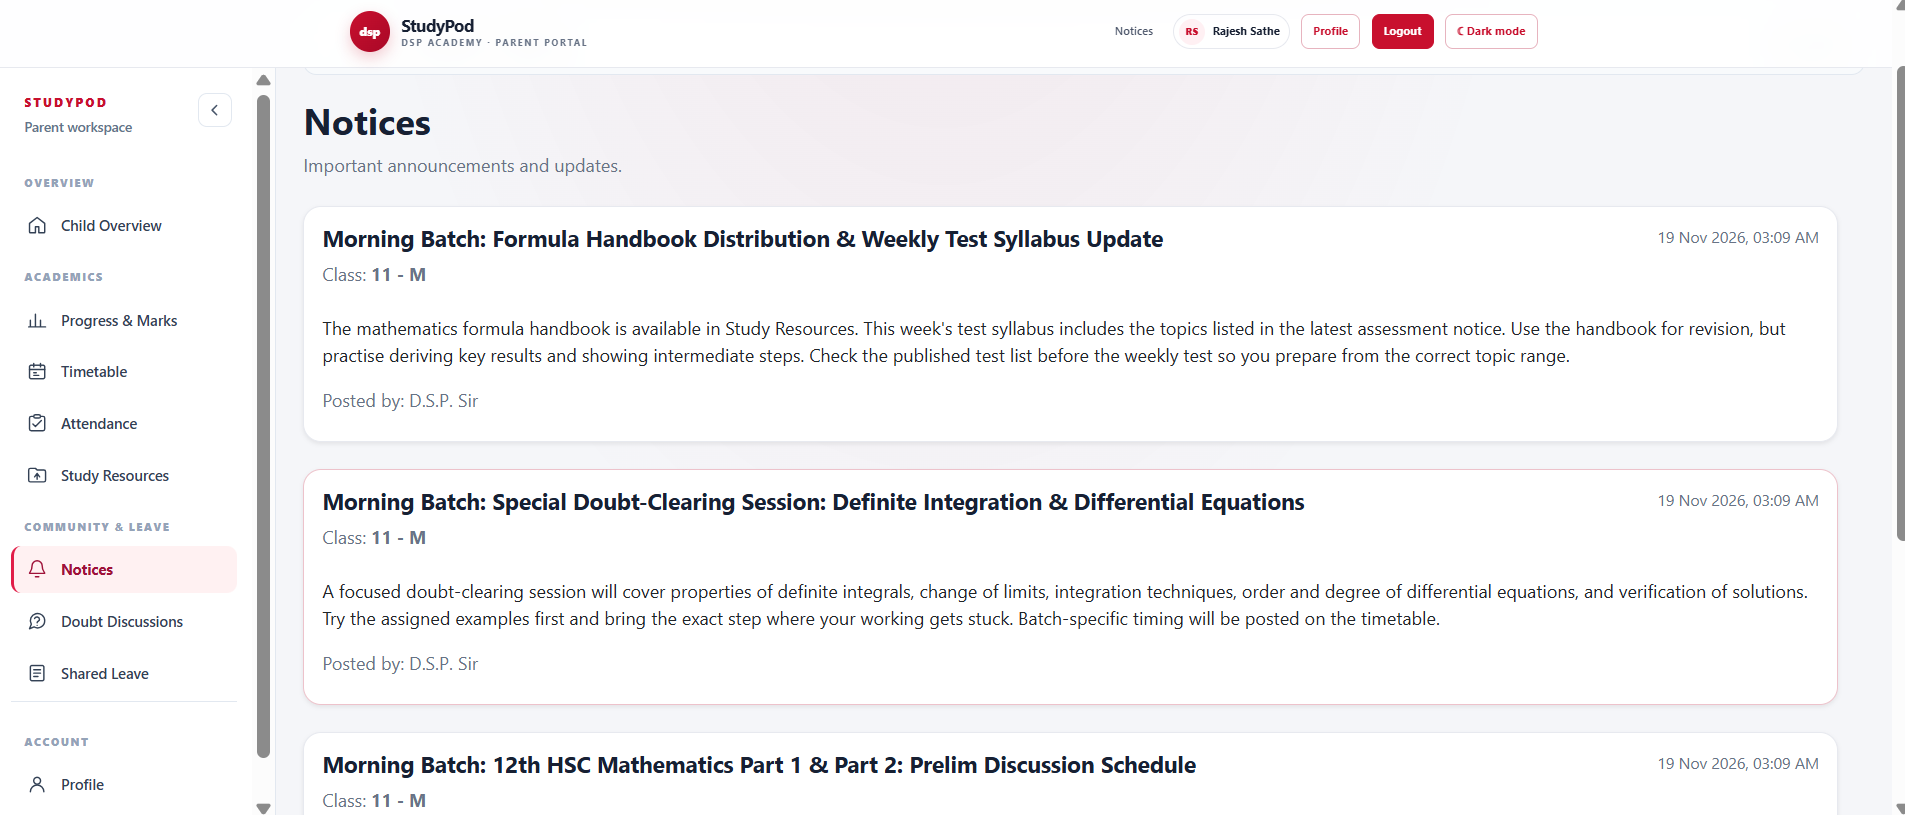 dsp
StudyPod
DSP ACADEMY · PARENT PORTAL
Notices
RS
Rajesh Sathe
Profile
Logout
☾ Dark mode
STUDYPOD
Parent workspace
OVERVIEW
Child Overview
ACADEMICS
Progress & Marks
Timetable
Attendance
Study Resources
COMMUNITY & LEAVE
Notices
Doubt Discussions
Shared Leave
ACCOUNT
Profile
Notices
Important announcements and updates.
Morning Batch: Formula Handbook Distribution & Weekly Test Syllabus Update
19 Nov 2026, 03:09 AM
Class: 11 - M
The mathematics formula handbook is available in Study Resources. This week's test syllabus includes the topics listed in the latest assessment notice. Use the handbook for revision, but
practise deriving key results and showing intermediate steps. Check the published test list before the weekly test so you prepare from the correct topic range.
Posted by: D.S.P. Sir
Morning Batch: Special Doubt-Clearing Session: Definite Integration & Differential Equations
19 Nov 2026, 03:09 AM
Class: 11 - M
A focused doubt-clearing session will cover properties of definite integrals, change of limits, integration techniques, order and degree of differential equations, and verification of solutions.
Try the assigned examples first and bring the exact step where your working gets stuck. Batch-specific timing will be posted on the timetable.
Posted by: D.S.P. Sir
Morning Batch: 12th HSC Mathematics Part 1 & Part 2: Prelim Discussion Schedule
19 Nov 2026, 03:09 AM
Class: 11 - M